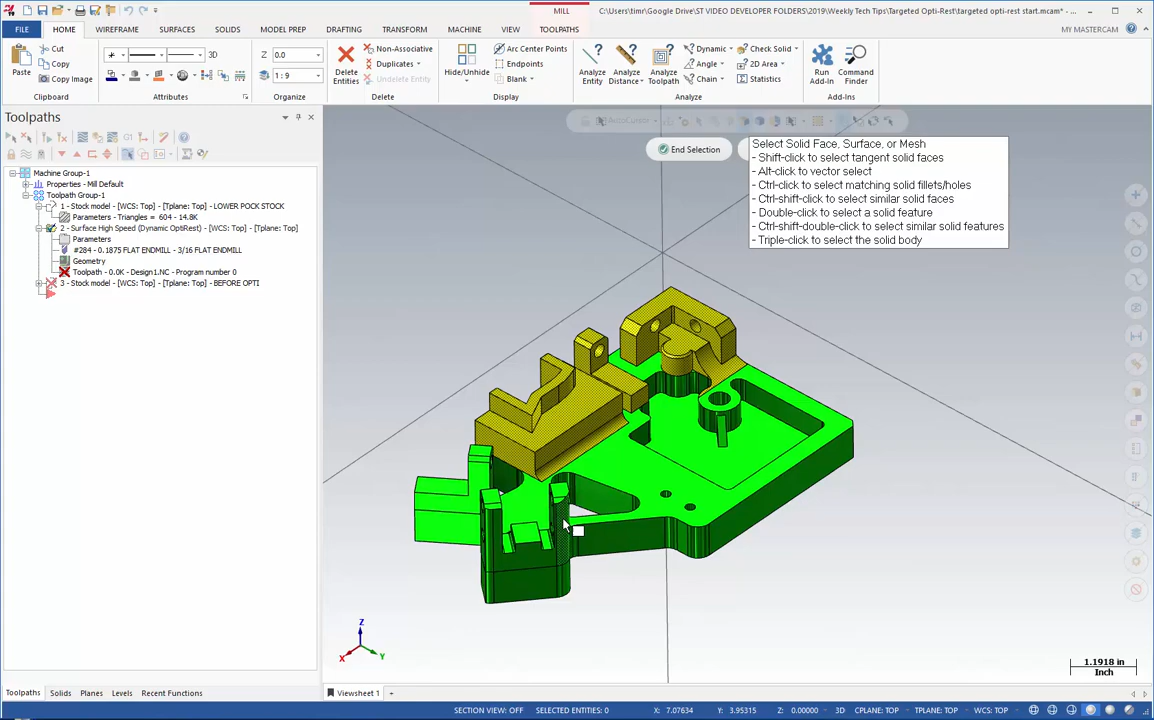 MILL
C:\Users\timr\Google Drive\ST VIDEO DEVELOPER FOLDERS\2019\Weekly Tech Tips\Targeted Opti-Rest\targeted opti-rest start.mcam*
FILE HOME WIREFRAME SURFACES SOLIDS MODEL PREP DRAFTING TRANSFORM MACHINE VIEW TOOLPATHS MY MASTERCAM
Cut
Copy
Copy Image
Paste
Clipboard
3D
Attributes
Z 0.0
1 : 9
Organize
Delete Entities
Non-Associative
Duplicates
Undelete Entity
Delete
Hide/Unhide
Arc Center Points
Endpoints
Blank
Display
Analyze Entity
Analyze Distance
Analyze Toolpath
Dynamic
Angle
Chain
Check Solid
2D Area
Statistics
Analyze
Run Add-In
Command Finder
Add-Ins
Toolpaths
G1
Machine Group-1
Properties - Mill Default
Toolpath Group-1
1 - Stock model - [WCS: Top] - [Tplane: Top] - LOWER POCK STOCK
Parameters - Triangles = 604 - 14.8K
2 - Surface High Speed (Dynamic OptiRest) - [WCS: Top] - [Tplane: Top]
Parameters
#284 - 0.1875 FLAT ENDMILL - 3/16 FLAT ENDMILL
Geometry
Toolpath - 0.0K - Design1.NC - Program number 0
3 - Stock model - [WCS: Top] - [Tplane: Top] - BEFORE OPTI
AutoCursor
End Selection
Select Solid Face, Surface, or Mesh
- Shift-click to select tangent solid faces
- Alt-click to vector select
- Ctrl-click to select matching solid fillets/holes
- Ctrl-shift-click to select similar solid faces
- Double-click to select a solid feature
- Ctrl-shift-double-click to select similar solid features
- Triple-click to select the solid body
Z
X
Y
1.1918 in
Inch
Toolpaths Solids Planes Levels Recent Functions
Viewsheet 1 +
SECTION VIEW: OFF SELECTED ENTITIES: 0 X: 7.07634 Y: 3.95315 Z: 0.00000 3D CPLANE: TOP TPLANE: TOP WCS: TOP